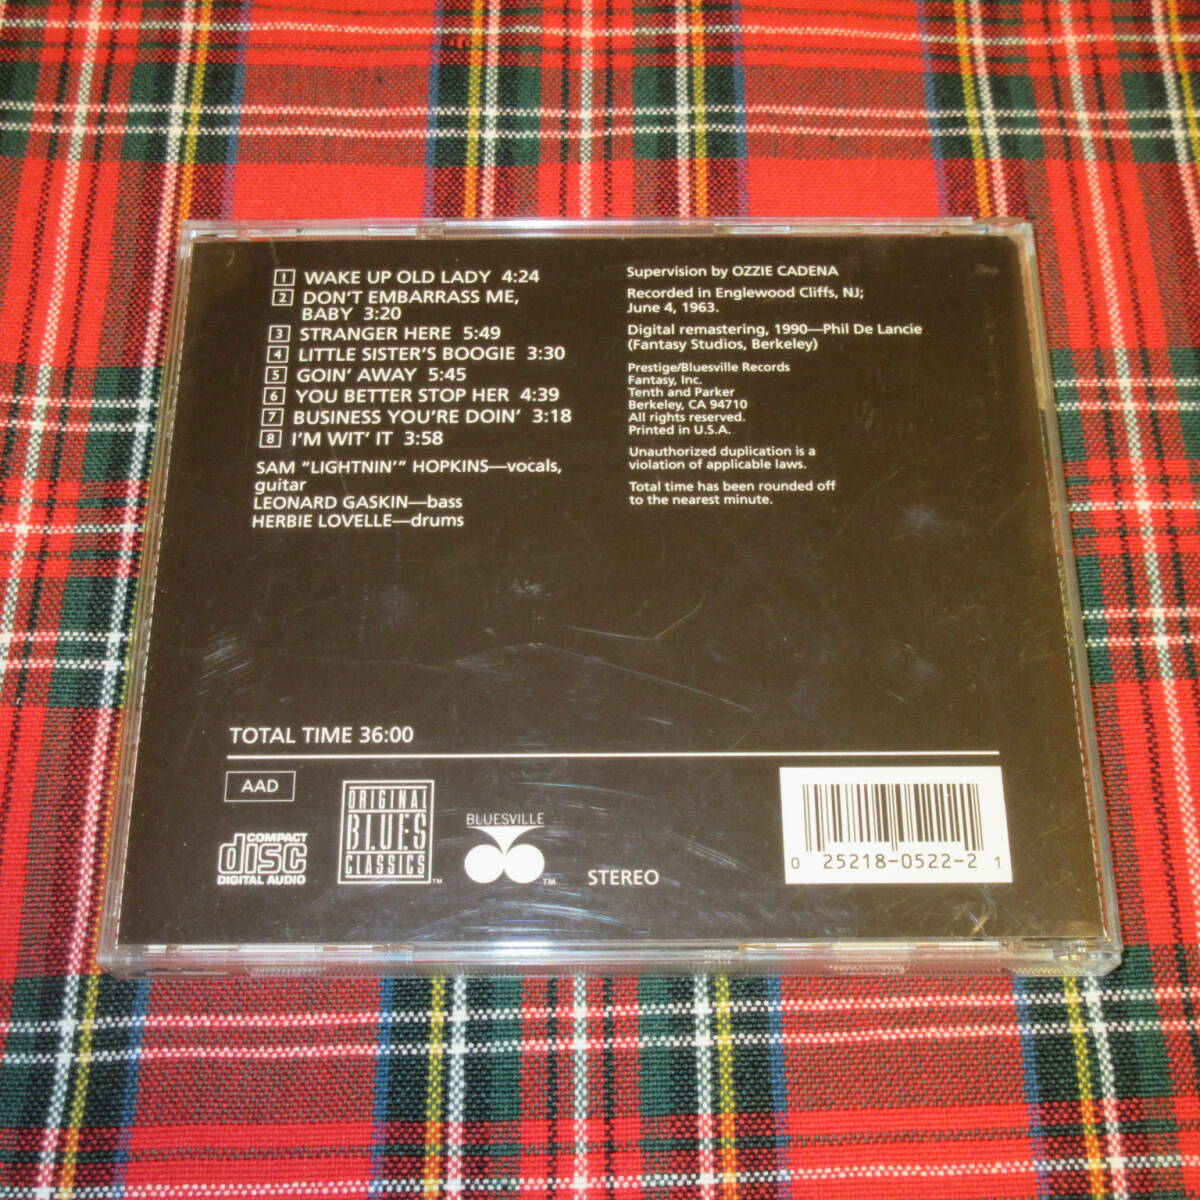 1 WAKE UP OLD LADY 4:24
2 DON'T EMBARRASS ME,
BABY 3:20
3 STRANGER HERE 5:49
4 LITTLE SISTER'S BOOGIE 3:30
5 GOIN' AWAY 5:45
6 YOU BETTER STOP HER 4:39
7 BUSINESS YOU'RE DOIN' 3:18
8 I'M WIT' IT 3:58
SAM "LIGHTNIN'" HOPKINS—vocals,
guitar
LEONARD GASKIN—bass
HERBIE LOVELLE—drums
Supervision by OZZIE CADENA
Recorded in Englewood Cliffs, NJ;
June 4, 1963.
Digital remastering, 1990—Phil De Lancie
(Fantasy Studios, Berkeley)
Prestige/Bluesville Records
Fantasy, Inc.
Tenth and Parker
Berkeley, CA 94710
All rights reserved.
Printed in U.S.A.
Unauthorized duplication is a
violation of applicable laws.
Total time has been rounded off
to the nearest minute.
TOTAL TIME 36:00
AAD
COMPACT
disc
DIGITAL AUDIO
ORIGINAL
BLUES
CLASSICS™
BLUESVILLE
™
STEREO
0 25218-0522-2 1